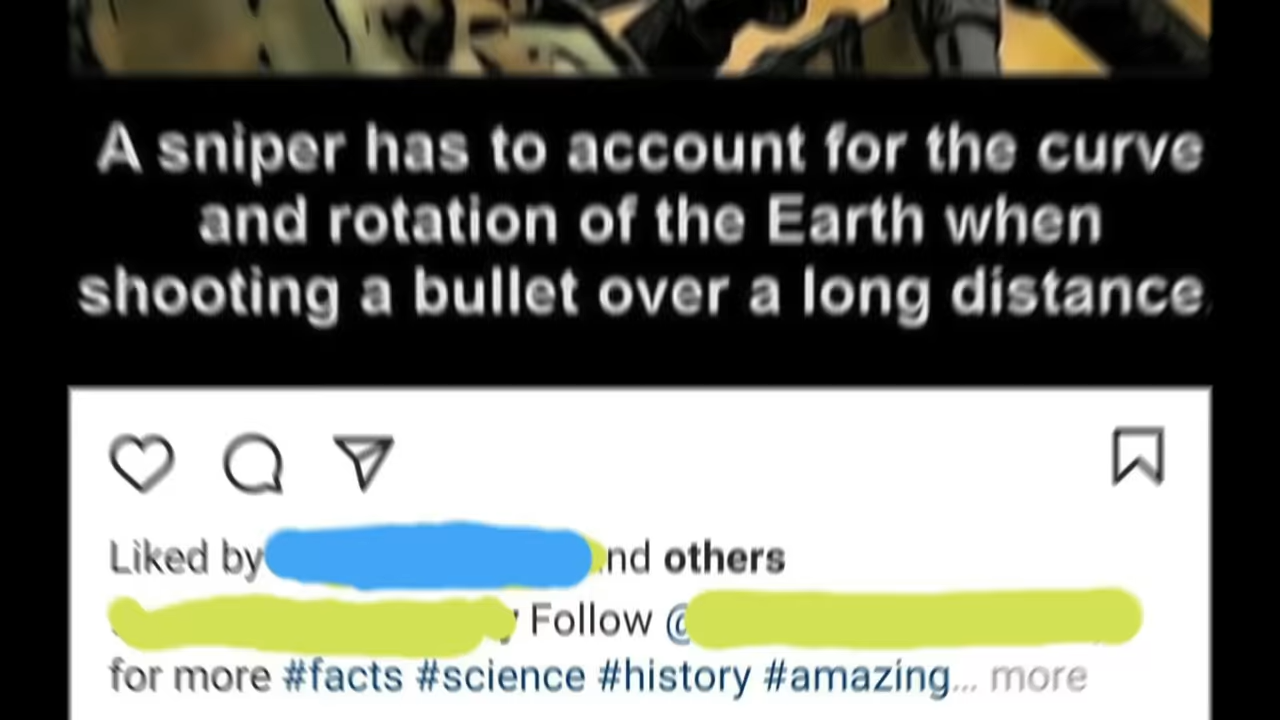 A sniper has to account for the curve
and rotation of the Earth when
shooting a bullet over a long distance
Liked by nd others
Follow @
for more #facts #science #history #amazing... more